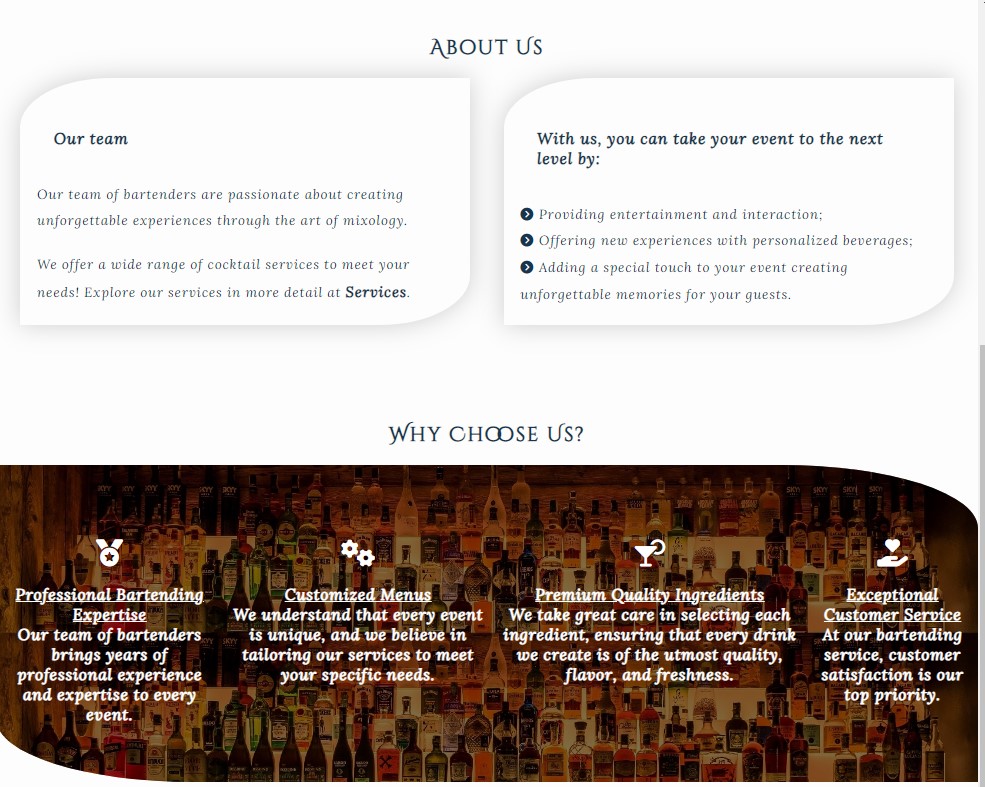 About Us
Our team
Our team of bartenders are passionate about creating
unforgettable experiences through the art of mixology.
We offer a wide range of cocktail services to meet your
needs! Explore our services in more detail at Services.
With us, you can take your event to the next
level by:
Providing entertainment and interaction;
Offering new experiences with personalized beverages;
Adding a special touch to your event creating
unforgettable memories for your guests.
Why Choose Us?
Professional Bartending
Expertise
Our team of bartenders
brings years of
professional experience
and expertise to every
event.
Customized Menus
We understand that every event
is unique, and we believe in
tailoring our services to meet
your specific needs.
Premium Quality Ingredients
We take great care in selecting each
ingredient, ensuring that every drink
we create is of the utmost quality,
flavor, and freshness.
Exceptional
Customer Service
At our bartending
service, customer
satisfaction is our
top priority.